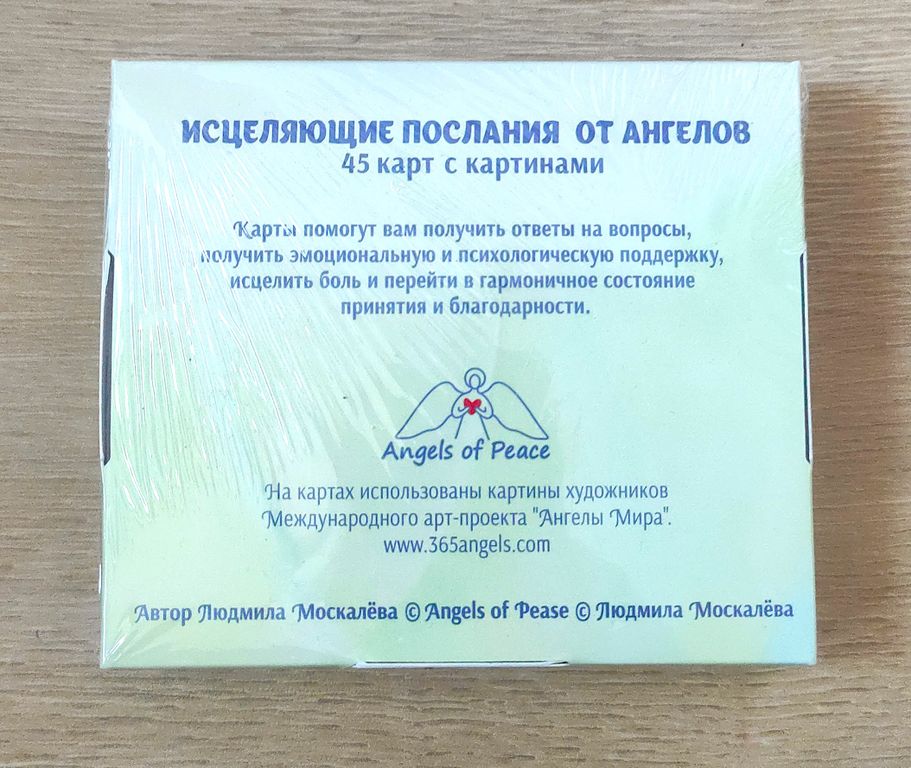 ИСЦЕЛЯЮЩИЕ ПОСЛАНИЯ ОТ АНГЕЛОВ
45 карт с картинами
Карты помогут вам получить ответы на вопросы,
получить эмоциональную и психологическую поддержку,
исцелить боль и перейти в гармоничное состояние
принятия и благодарности.
Angels of Peace
На картах использованы картины художников
Международного арт-проекта "Ангелы Мира".
www.365angels.com
Автор Людмила Москалёва © Angels of Pease © Людмила Москалёва